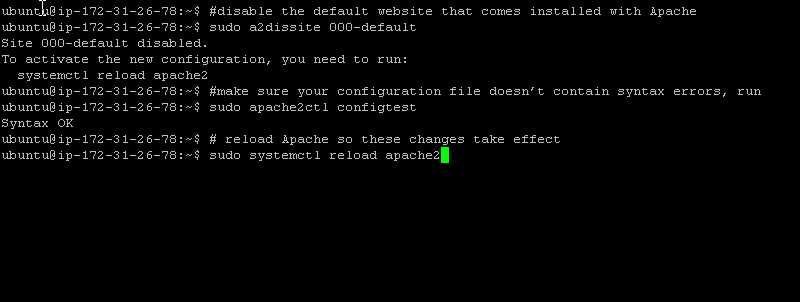 ubuntu@ip-172-31-26-78:~$ #disable the default website that comes installed with Apache
ubuntu@ip-172-31-26-78:~$ sudo a2dissite 000-default
Site 000-default disabled.
To activate the new configuration, you need to run:
  systemctl reload apache2
ubuntu@ip-172-31-26-78:~$ #make sure your configuration file doesn't contain syntax errors, run
ubuntu@ip-172-31-26-78:~$ sudo apache2ctl configtest
Syntax OK
ubuntu@ip-172-31-26-78:~$ # reload Apache so these changes take effect
ubuntu@ip-172-31-26-78:~$ sudo systemctl reload apache2